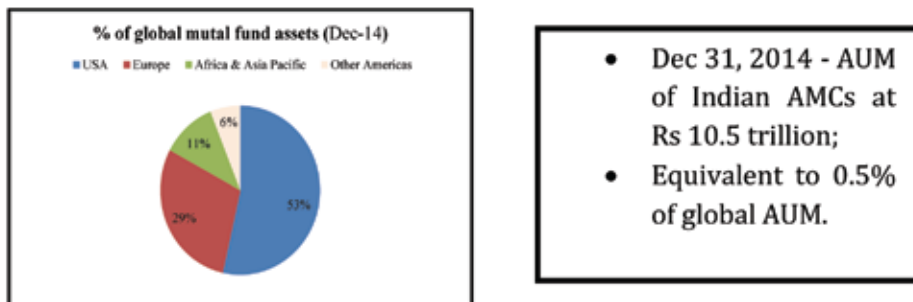 % of global mutal fund assets (Dec-14)
USA Europe Africa & Asia Pacific Other Americas
6%
11%
53%
29%
• Dec 31, 2014 - AUM
of Indian AMCs at
Rs 10.5 trillion;
• Equivalent to 0.5%
of global AUM.